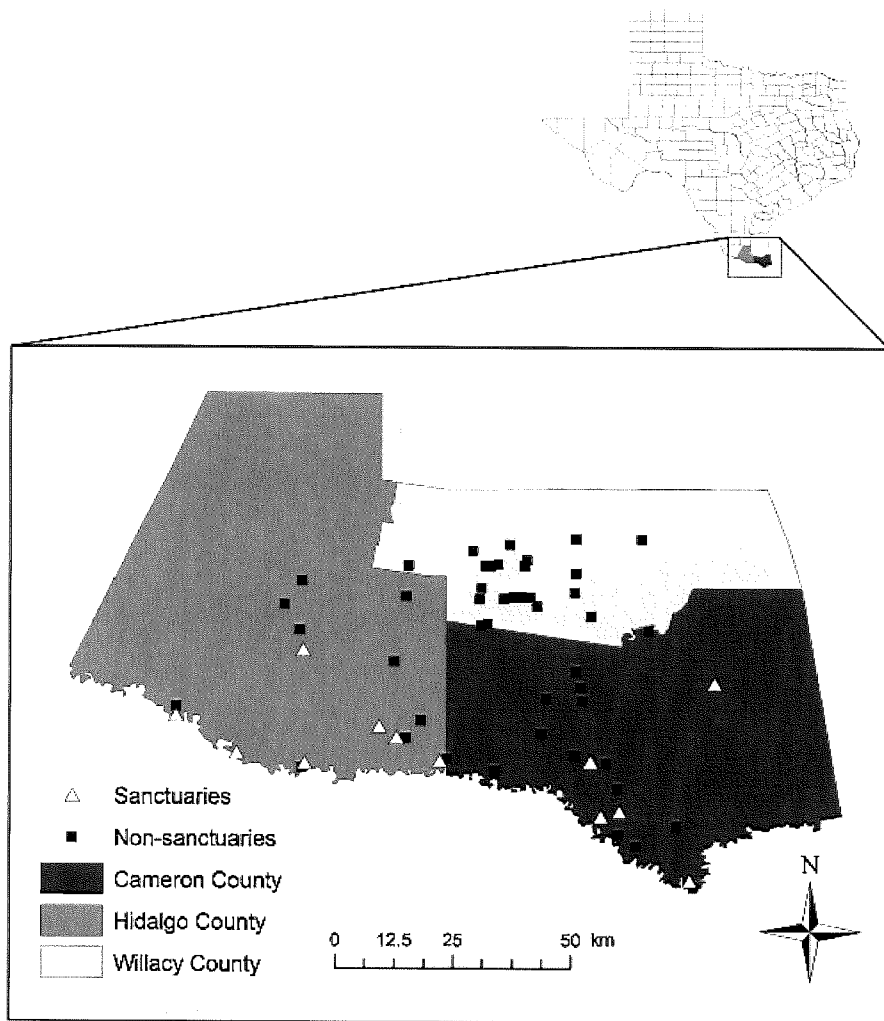 Sanctuaries
Non-sanctuaries
Cameron County
Hidalgo County
Willacy County
0 12.5 25 50 km
N